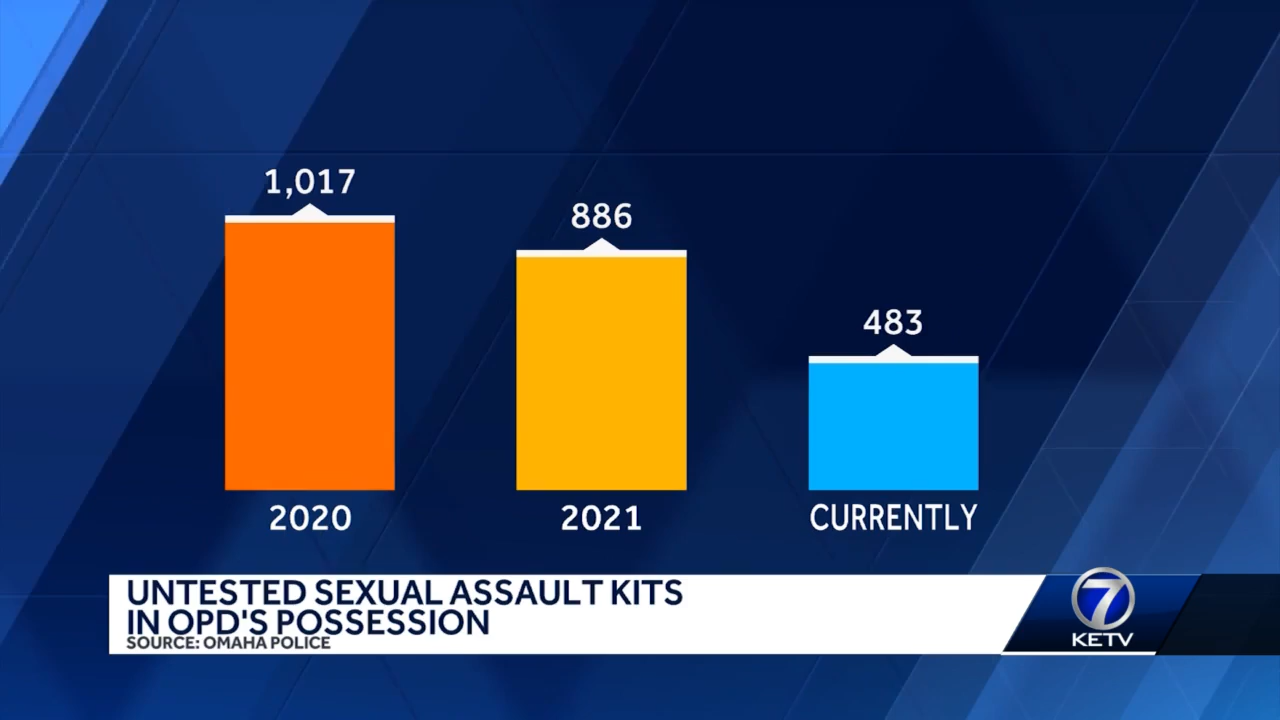 1,017
886
483
2020
2021
CURRENTLY
UNTESTED SEXUAL ASSAULT KITS
IN OPD'S POSSESSION
SOURCE: OMAHA POLICE
7
KETV